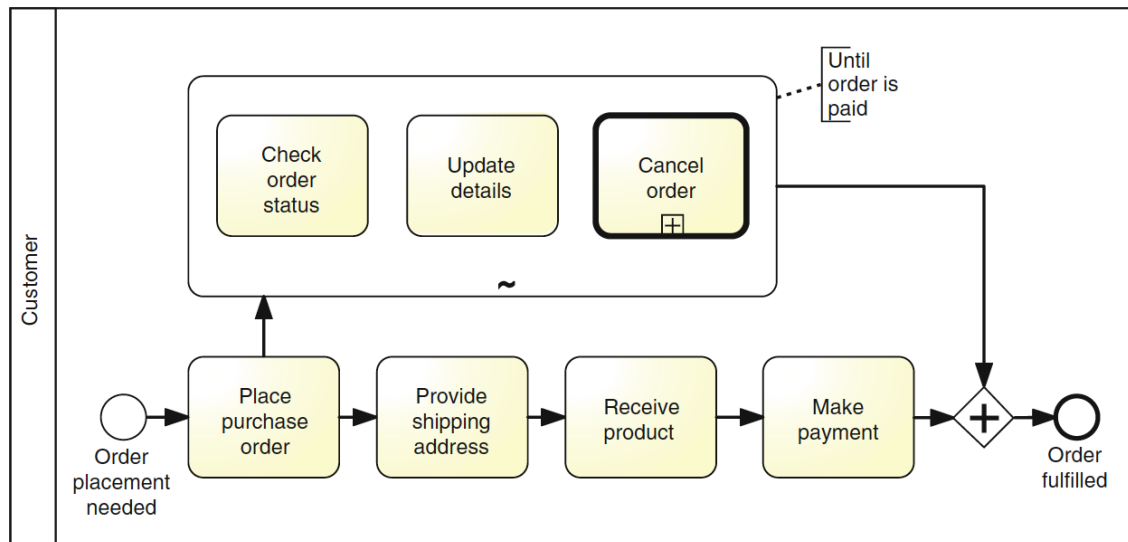 Customer
Until
order is
paid
Check
order
status
Update
details
Cancel
order
~
Place
purchase
order
Provide
shipping
address
Receive
product
Make
payment
Order
placement
needed
Order
fulfilled